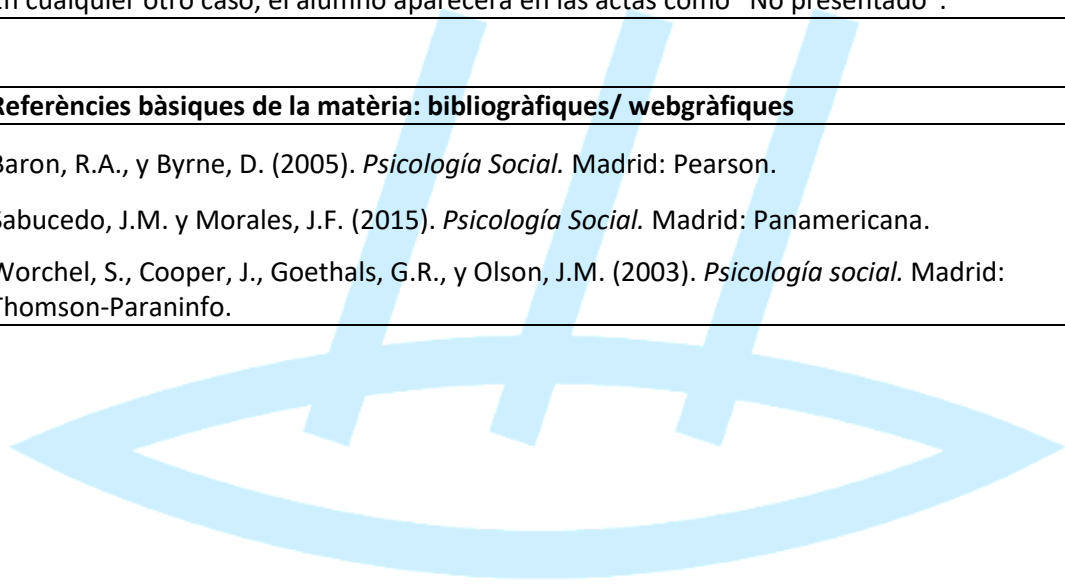 En cualquier otro caso, el alumno aparecerá en las actas como "No presentado".
Referències bàsiques de la matèria: bibliogràfiques/ webgràfiques
Baron, R.A., y Byrne, D. (2005). Psicología Social. Madrid: Pearson.
Sabucedo, J.M. y Morales, J.F. (2015). Psicología Social. Madrid: Panamericana.
Worchel, S., Cooper, J., Goethals, G.R., y Olson, J.M. (2003). Psicología social. Madrid:
Thomson-Paraninfo.